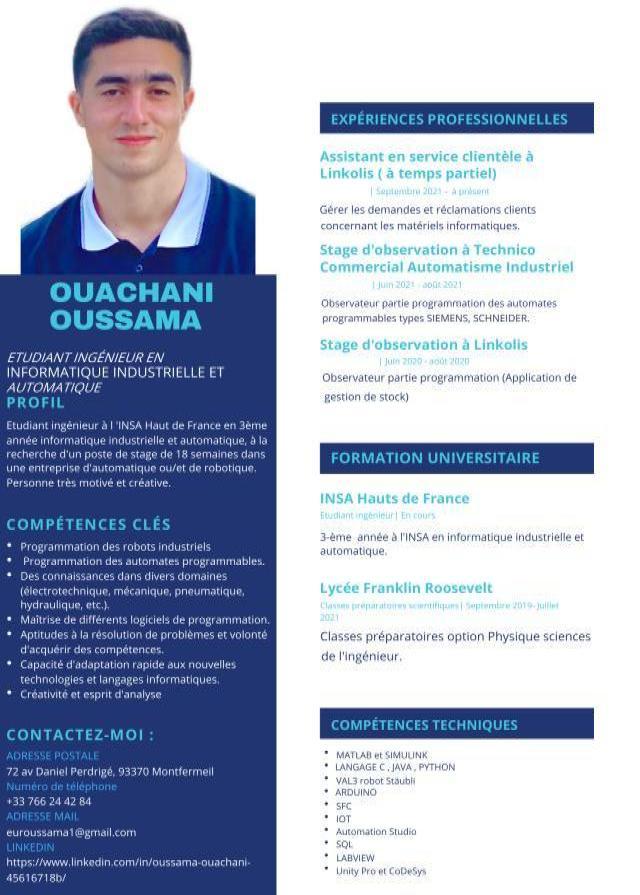 OUACHANI
OUSSAMA
ETUDIANT INGÉNIEUR EN
INFORMATIQUE INDUSTRIELLE ET
AUTOMATIQUE
PROFIL
Etudiant ingénieur à l 'INSA Haut de France en 3ème
année informatique industrielle et automatique, à la
recherche d'un poste de stage de 18 semaines dans
une entreprise d'automatique ou/et de robotique.
Personne très motivé et créative.
COMPÉTENCES CLÉS
• Programmation des robots industriels
• Programmation des automates programmables.
• Des connaissances dans divers domaines
(électrotechnique, mécanique, pneumatique,
hydraulique, etc.).
• Maîtrise de différents logiciels de programmation.
• Aptitudes à la résolution de problèmes et volonté
d'acquérir des compétences.
• Capacité d'adaptation rapide aux nouvelles
technologies et langages informatiques.
• Créativité et esprit d'analyse
CONTACTEZ-MOI :
ADRESSE POSTALE
72 av Daniel Perdrigé, 93370 Montfermeil
Numéro de téléphone
+33 766 24 42 84
ADRESSE MAIL
euroussama1@gmail.com
LINKEDIN
https://www.linkedin.com/in/oussama-ouachani-
45616718b/
EXPÉRIENCES PROFESSIONNELLES
Assistant en service clientèle à
Linkolis ( à temps partiel)
| Septembre 2021 – à présent
Gérer les demandes et réclamations clients
concernant les matériels informatiques.
Stage d'observation à Technico
Commercial Automatisme Industriel
| Juin 2021 - août 2021
Observateur partie programmation des automates
programmables types SIEMENS, SCHNEIDER.
Stage d'observation à Linkolis
| Juin 2020 - août 2020
Observateur partie programmation (Application de
gestion de stock)
FORMATION UNIVERSITAIRE
INSA Hauts de France
Etudiant ingénieur| En cours
3-ème année à l'INSA en informatique industrielle et
automatique.
Lycée Franklin Roosevelt
Classes préparatoires scientifiques| Septembre 2019- Juillet
2021
Classes préparatoires option Physique sciences
de l'ingénieur.
COMPÉTENCES TECHNIQUES
• MATLAB et SIMULINK
• LANGAGE C , JAVA , PYTHON
• VAL3 robot Stäubli
• ARDUINO
• SFC
• IOT
• Automation Studio
• SQL
• LABVIEW
• Unity Pro et CoDeSys